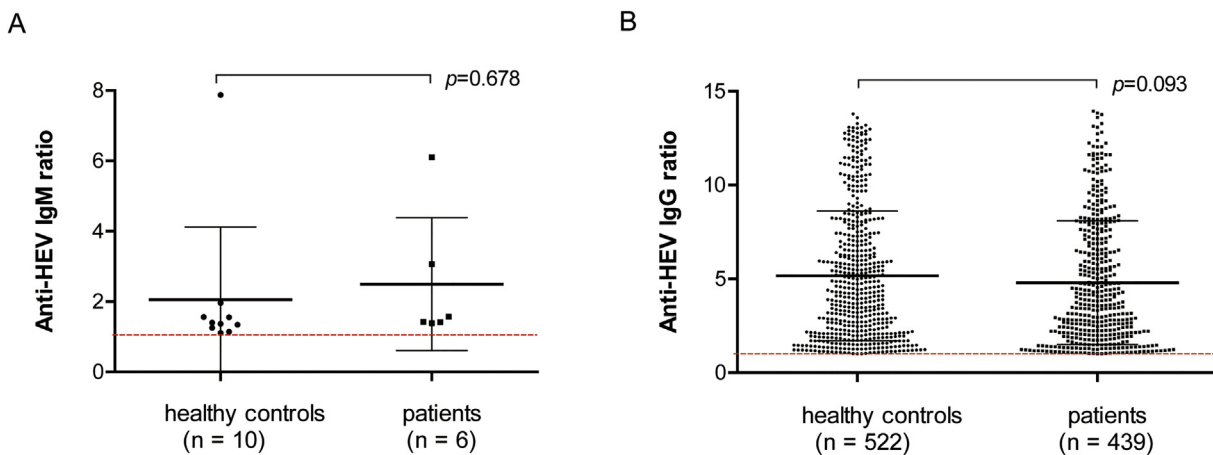 A
p=0.678
8
6
4
2
0
Anti-HEV IgM ratio
healthy controls
(n = 10)
patients
(n = 6)
B
p=0.093
15
10
5
0
Anti-HEV IgG ratio
healthy controls
(n = 522)
patients
(n = 439)